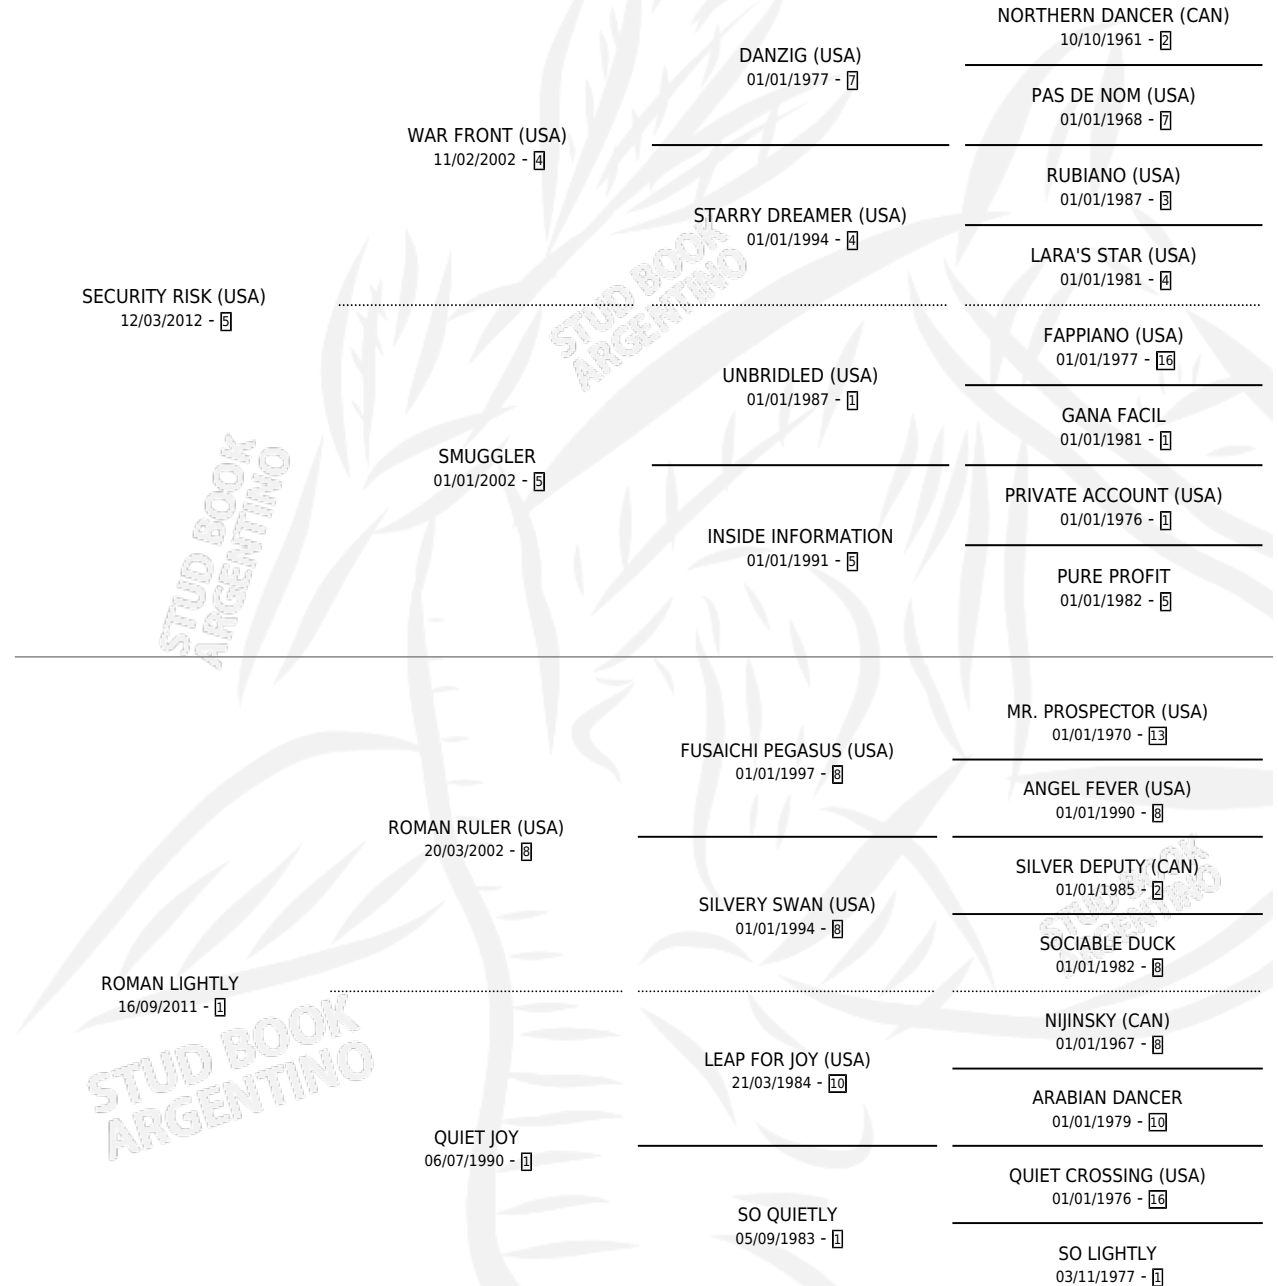 NORTHERN DANCER (CAN)
10/10/1961 - 2
DANZIG (USA)
01/01/1977 - 7
PAS DE NOM (USA)
01/01/1968 - 7
WAR FRONT (USA)
11/02/2002 - 4
RUBIANO (USA)
01/01/1987 - 3
STARRY DREAMER (USA)
01/01/1994 - 4
LARA'S STAR (USA)
01/01/1981 - 4
SECURITY RISK (USA)
12/03/2012 - 5
FAPPIANO (USA)
01/01/1977 - 16
UNBRIDLED (USA)
01/01/1987 - 1
GANA FACIL
01/01/1981 - 1
SMUGGLER
01/01/2002 - 5
PRIVATE ACCOUNT (USA)
01/01/1976 - 1
INSIDE INFORMATION
01/01/1991 - 5
PURE PROFIT
01/01/1982 - 5
STUD BOOK
ARGENTINO
STUD BOOK
ARGENTINO
MR. PROSPECTOR (USA)
01/01/1970 - 13
FUSAICHI PEGASUS (USA)
01/01/1997 - 8
ANGEL FEVER (USA)
01/01/1990 - 8
ROMAN RULER (USA)
20/03/2002 - 8
SILVER DEPUTY (CAN)
01/01/1985 - 2
SILVERY SWAN (USA)
01/01/1994 - 8
SOCIABLE DUCK
01/01/1982 - 8
STUD BOOK
ARGENTINO
ROMAN LIGHTLY
16/09/2011 - 1
NIJINSKY (CAN)
01/01/1967 - 8
LEAP FOR JOY (USA)
21/03/1984 - 10
ARABIAN DANCER
01/01/1979 - 10
QUIET JOY
06/07/1990 - 1
QUIET CROSSING (USA)
01/01/1976 - 16
SO QUIETLY
05/09/1983 - 1
SO LIGHTLY
03/11/1977 - 1
STUD BOOK
ARGENTINO